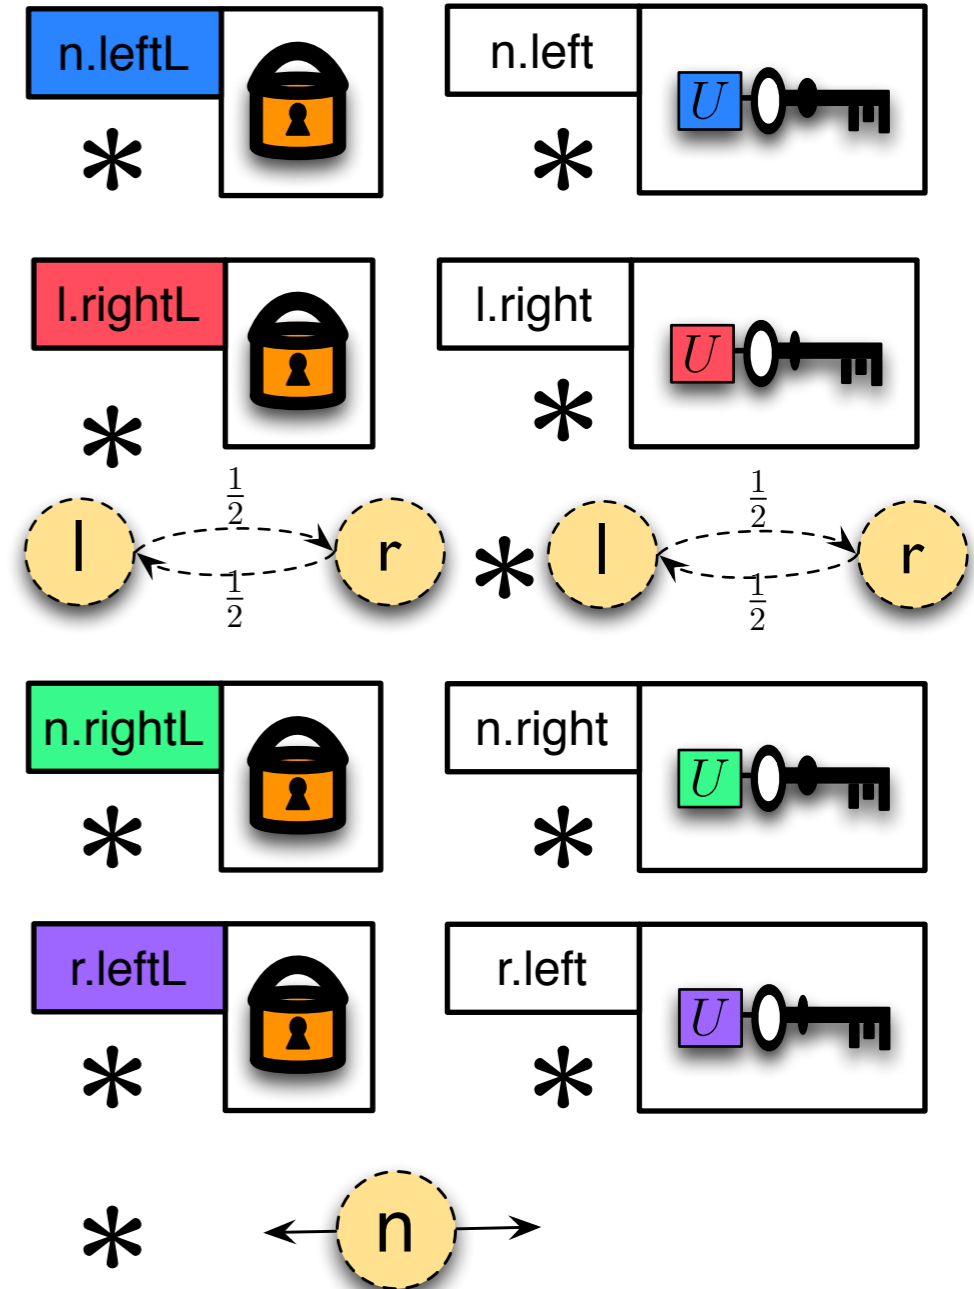 n.leftL n.left U
* *
l.rightL l.right U
* *
1/2 1/2
l r * l r
1/2 1/2
n.rightL n.right U
* *
r.leftL r.left U
* *
* n